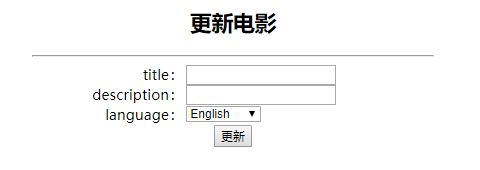 更新电影
title：
description：
language： English
更新